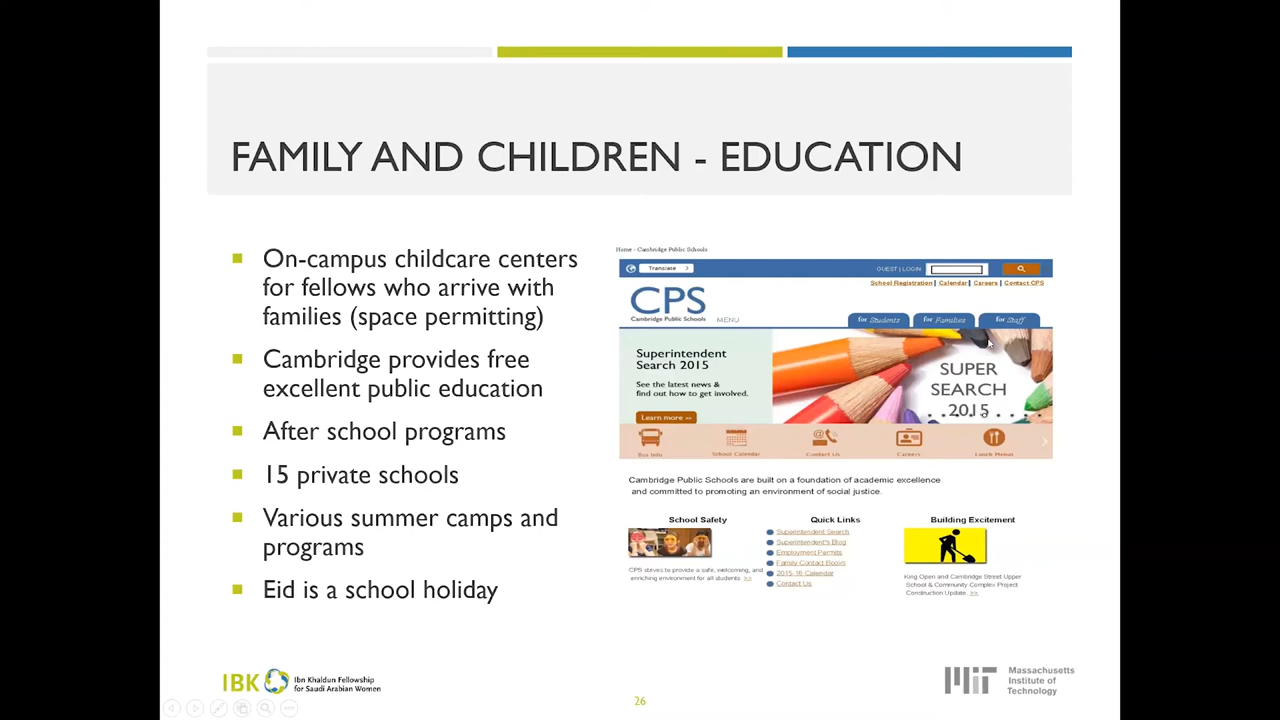 FAMILY AND CHILDREN - EDUCATION
On-campus childcare centers
for fellows who arrive with
families (space permitting)
Cambridge provides free
excellent public education
After school programs
15 private schools
Various summer camps and
programs
Eid is a school holiday
Home - Cambridge Public Schools
Translate
GUEST | LOGIN
School Registration | Calendar | Careers | Contact CPS
CPS
Cambridge Public Schools
MENU
for Students
for Families
for Staff
Superintendent
Search 2015
See the latest news &
find out how to get involved.
Learn more >>
SUPER
SEARCH
2015
Bus Info
School Calendar
Contact Us
Careers
Lunch Menus
Cambridge Public Schools are built on a foundation of academic excellence
and committed to promoting an environment of social justice.
School Safety
CPS strives to provide a safe, welcoming, and
enriching environment for all students >>
Quick Links
Superintendent Search
Superintendent's Blog
Employment Permits
Family Contact Books
2015-16 Calendar
Contact Us
Building Excitement
King Open and Cambridge Street Upper
School & Community Complex Project
Construction Update. >>
IBK
Ibn Khaldun Fellowship
for Saudi Arabian Women
26
MIT
Massachusetts
Institute of
Technology